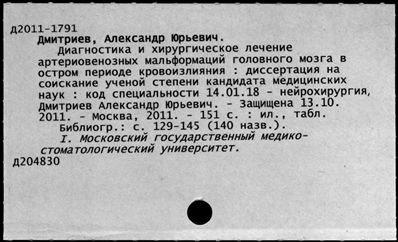 Д2011-1791
Дмитриев, Александр Юрьевич.
Диагностика и хирургическое лечение
артериовенозных мальформаций головного мозга в
остром периоде кровоизлияния : диссертация на
соискание ученой степени кандидата медицинских
наук : код специальности 14.01.18 - нейрохирургия,
Дмитриев Александр Юрьевич. - Защищена 13.10.
2011. - Москва, 2011. - 151 с. : ил., табл.
Библиогр.: с. 129-145 (140 назв.).
I. Московский государственный медико-
стоматологический университет.
Д204830